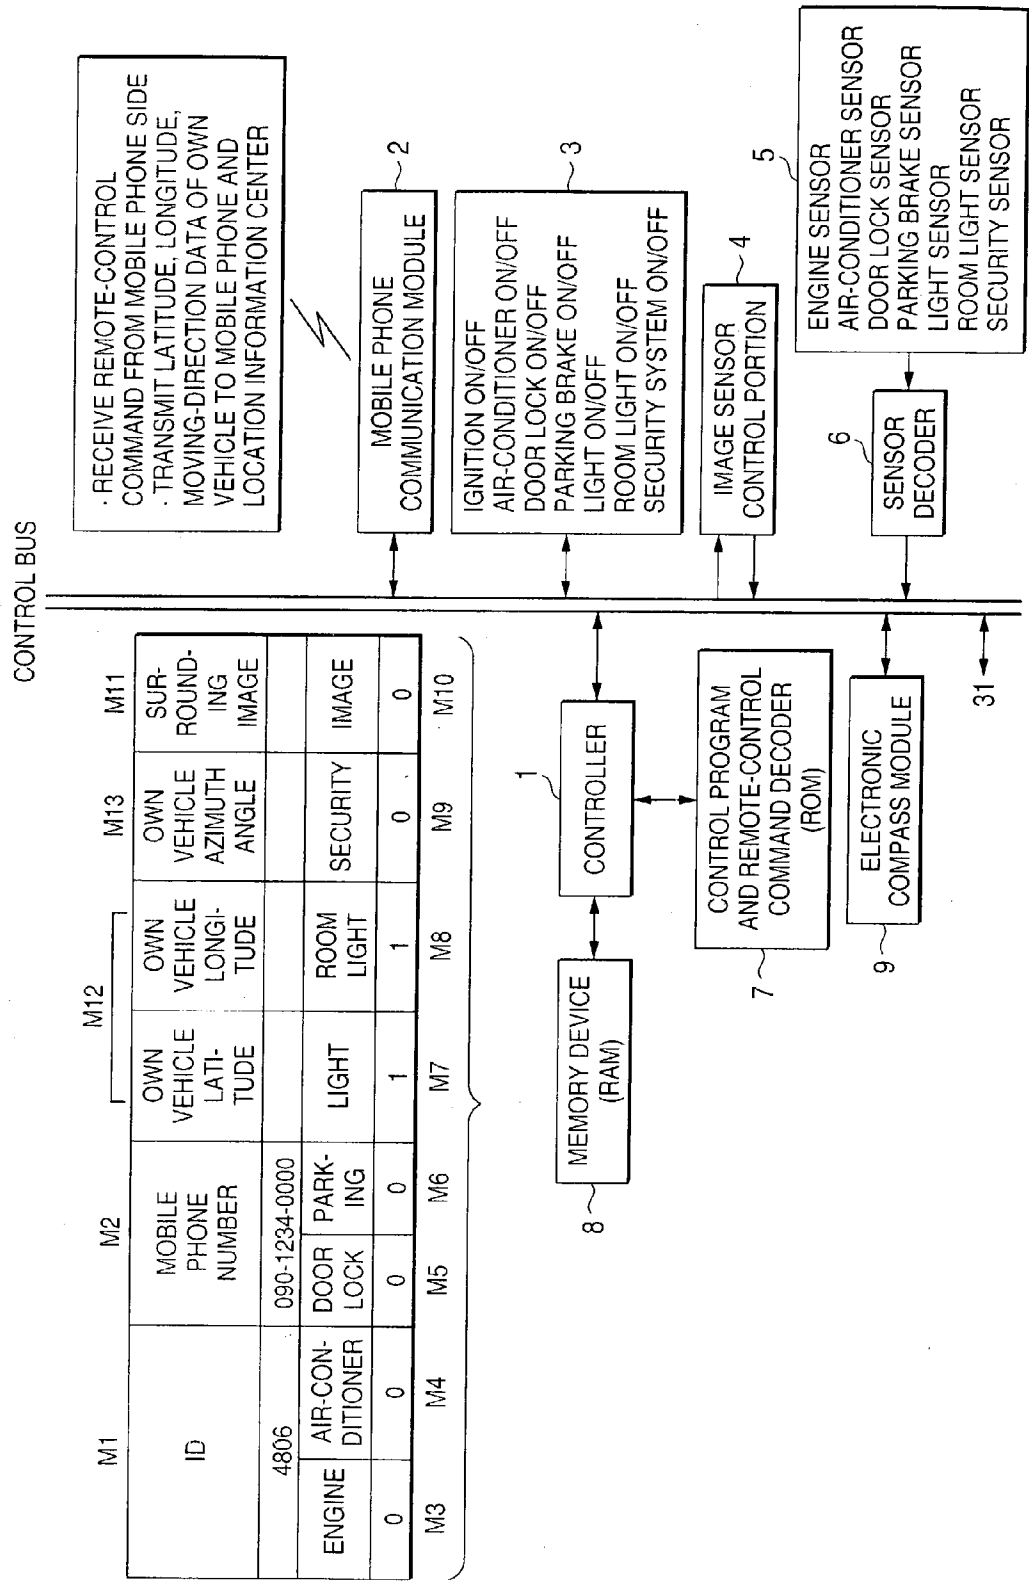 CONTROL BUS
M1
M2
M12
M13
M11
ID
MOBILE
PHONE
NUMBER
OWN
VEHICLE
LATI-
TUDE
OWN
VEHICLE
LONGI-
TUDE
OWN
VEHICLE
AZIMUTH
ANGLE
SUR-
ROUND-
ING
IMAGE
4806
090-1234-0000
ENGINE
AIR-CON-
DITIONER
DOOR
LOCK
PARK-
ING
LIGHT
ROOM
LIGHT
SECURITY
IMAGE
0
0
0
0
1
1
0
0
M3
M4
M5
M6
M7
M8
M9
M10
· RECEIVE REMOTE-CONTROL
COMMAND FROM MOBILE PHONE SIDE
· TRANSMIT LATITUDE, LONGITUDE,
MOVING-DIRECTION DATA OF OWN
VEHICLE TO MOBILE PHONE AND
LOCATION INFORMATION CENTER
2
MOBILE PHONE
COMMUNICATION MODULE
3
IGNITION ON/OFF
AIR-CONDITIONER ON/OFF
DOOR LOCK ON/OFF
PARKING BRAKE ON/OFF
LIGHT ON/OFF
ROOM LIGHT ON/OFF
SECURITY SYSTEM ON/OFF
4
IMAGE SENSOR
CONTROL PORTION
5
ENGINE SENSOR
AIR-CONDITIONER SENSOR
DOOR LOCK SENSOR
PARKING BRAKE SENSOR
LIGHT SENSOR
ROOM LIGHT SENSOR
SECURITY SENSOR
6
SENSOR
DECODER
1
CONTROLLER
8
MEMORY DEVICE
(RAM)
7
CONTROL PROGRAM
AND REMOTE-CONTROL
COMMAND DECODER
(ROM)
9
ELECTRONIC
COMPASS MODULE
31